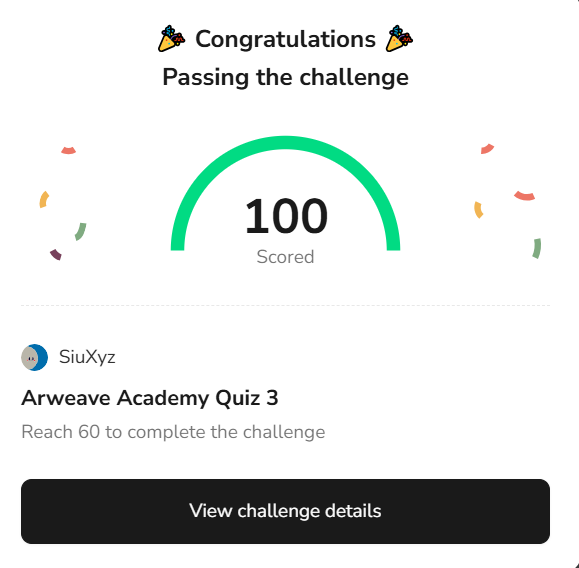 Congratulations
Passing the challenge
100
Scored
SiuXyz
Arweave Academy Quiz 3
Reach 60 to complete the challenge
View challenge details